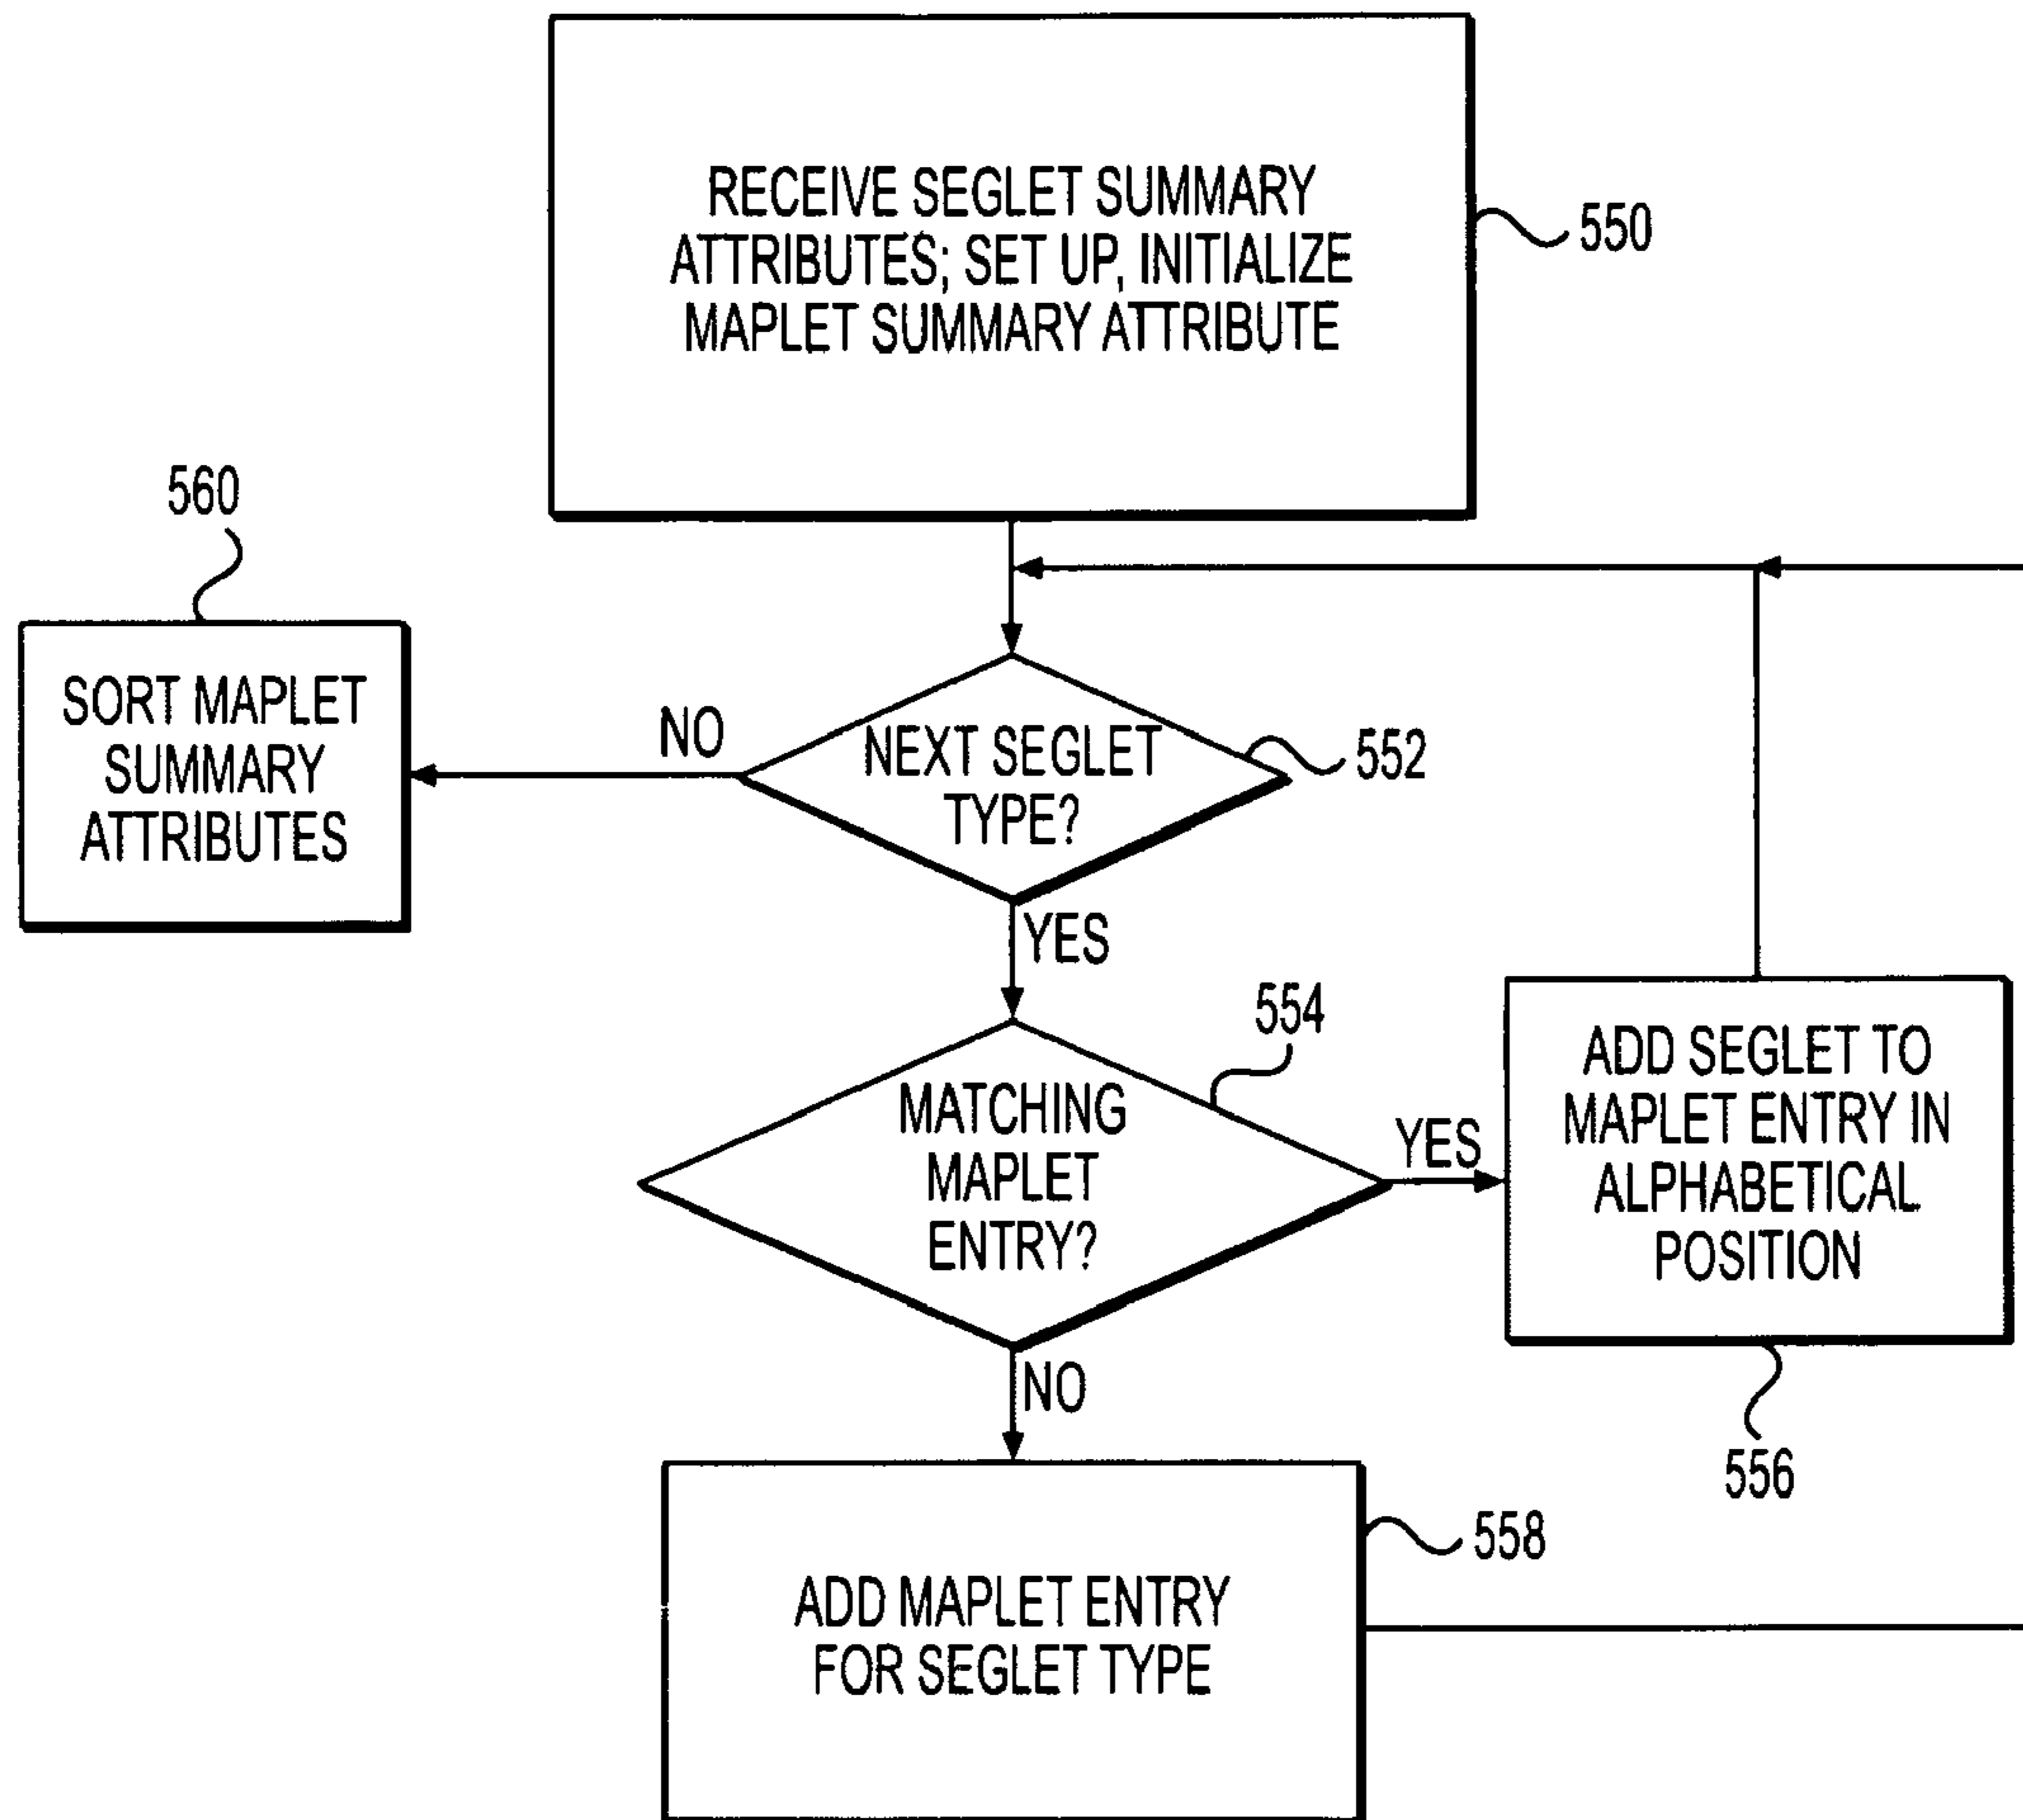 RECEIVE SEGLET SUMMARY
ATTRIBUTES; SET UP, INITIALIZE
MAPLET SUMMARY ATTRIBUTE
550
560
SORT MAPLET
SUMMARY
ATTRIBUTES
NO
NEXT SEGLET
TYPE?
552
YES
554
MATCHING
MAPLET
ENTRY?
YES
ADD SEGLET TO
MAPLET ENTRY IN
ALPHABETICAL
POSITION
556
NO
558
ADD MAPLET ENTRY
FOR SEGLET TYPE